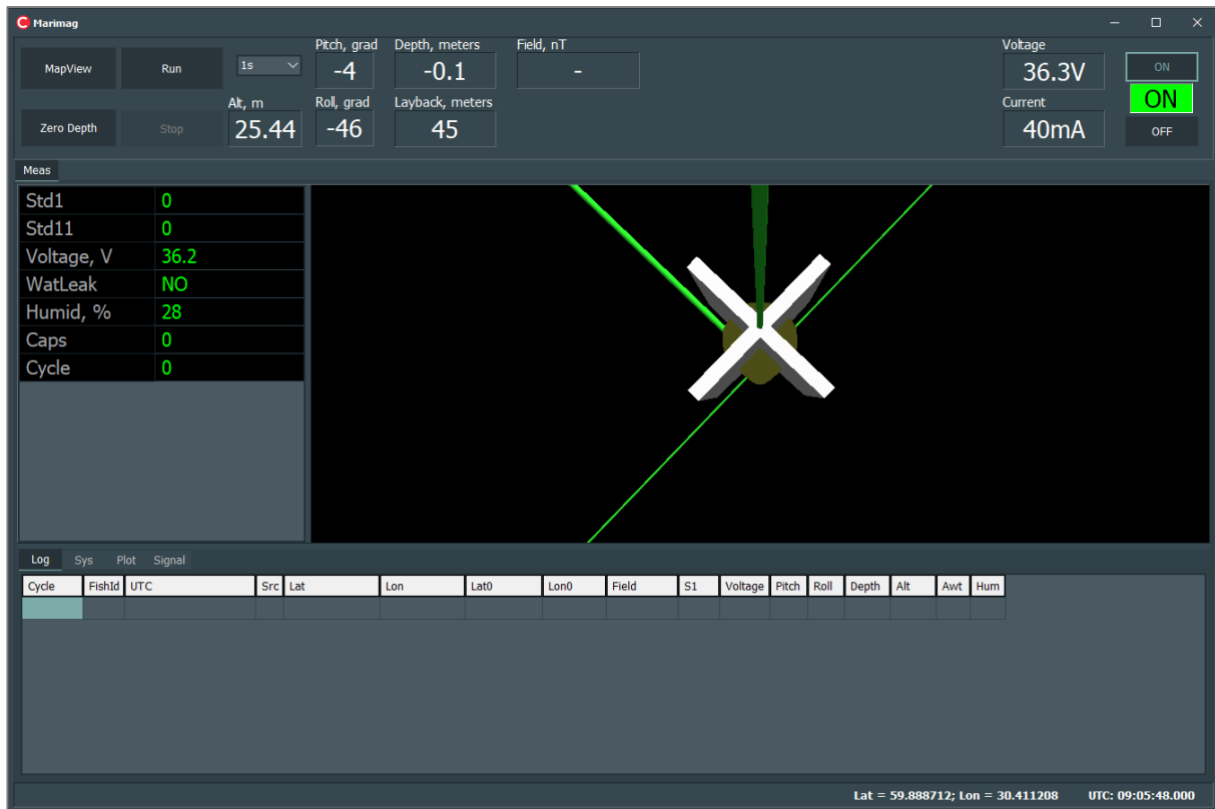 Marimag
MapView
Run
1s
Pitch, grad
-4
Depth, meters
-0.1
Field, nT
-
Voltage
36.3V
ON
Zero Depth
Stop
Alt, m
25.44
Roll, grad
-46
Layback, meters
45
Current
40mA
ON
OFF
Meas
Std1 0
Std11 0
Voltage, V 36.2
WatLeak NO
Humid, % 28
Caps 0
Cycle 0
Log Sys Plot Signal
Cycle FishId UTC Src Lat Lon Lat0 Lon0 Field S1 Voltage Pitch Roll Depth Alt Awt Hum
Lat = 59.888712; Lon = 30.411208 UTC: 09:05:48.000